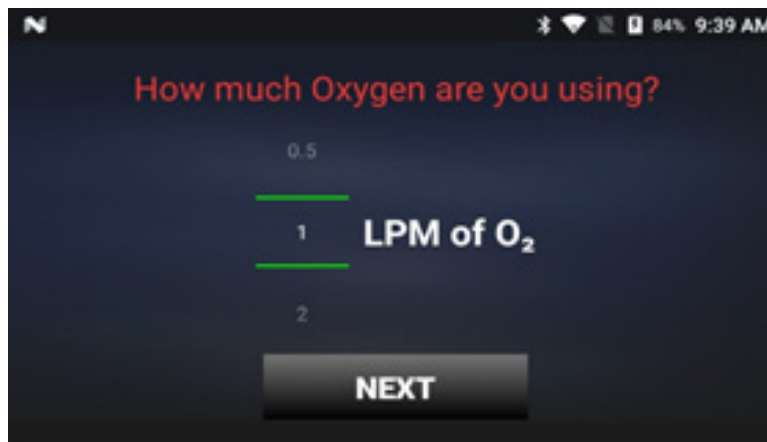 84% 9:39 AM
How much Oxygen are you using?
0.5
1 LPM of O₂
2
NEXT